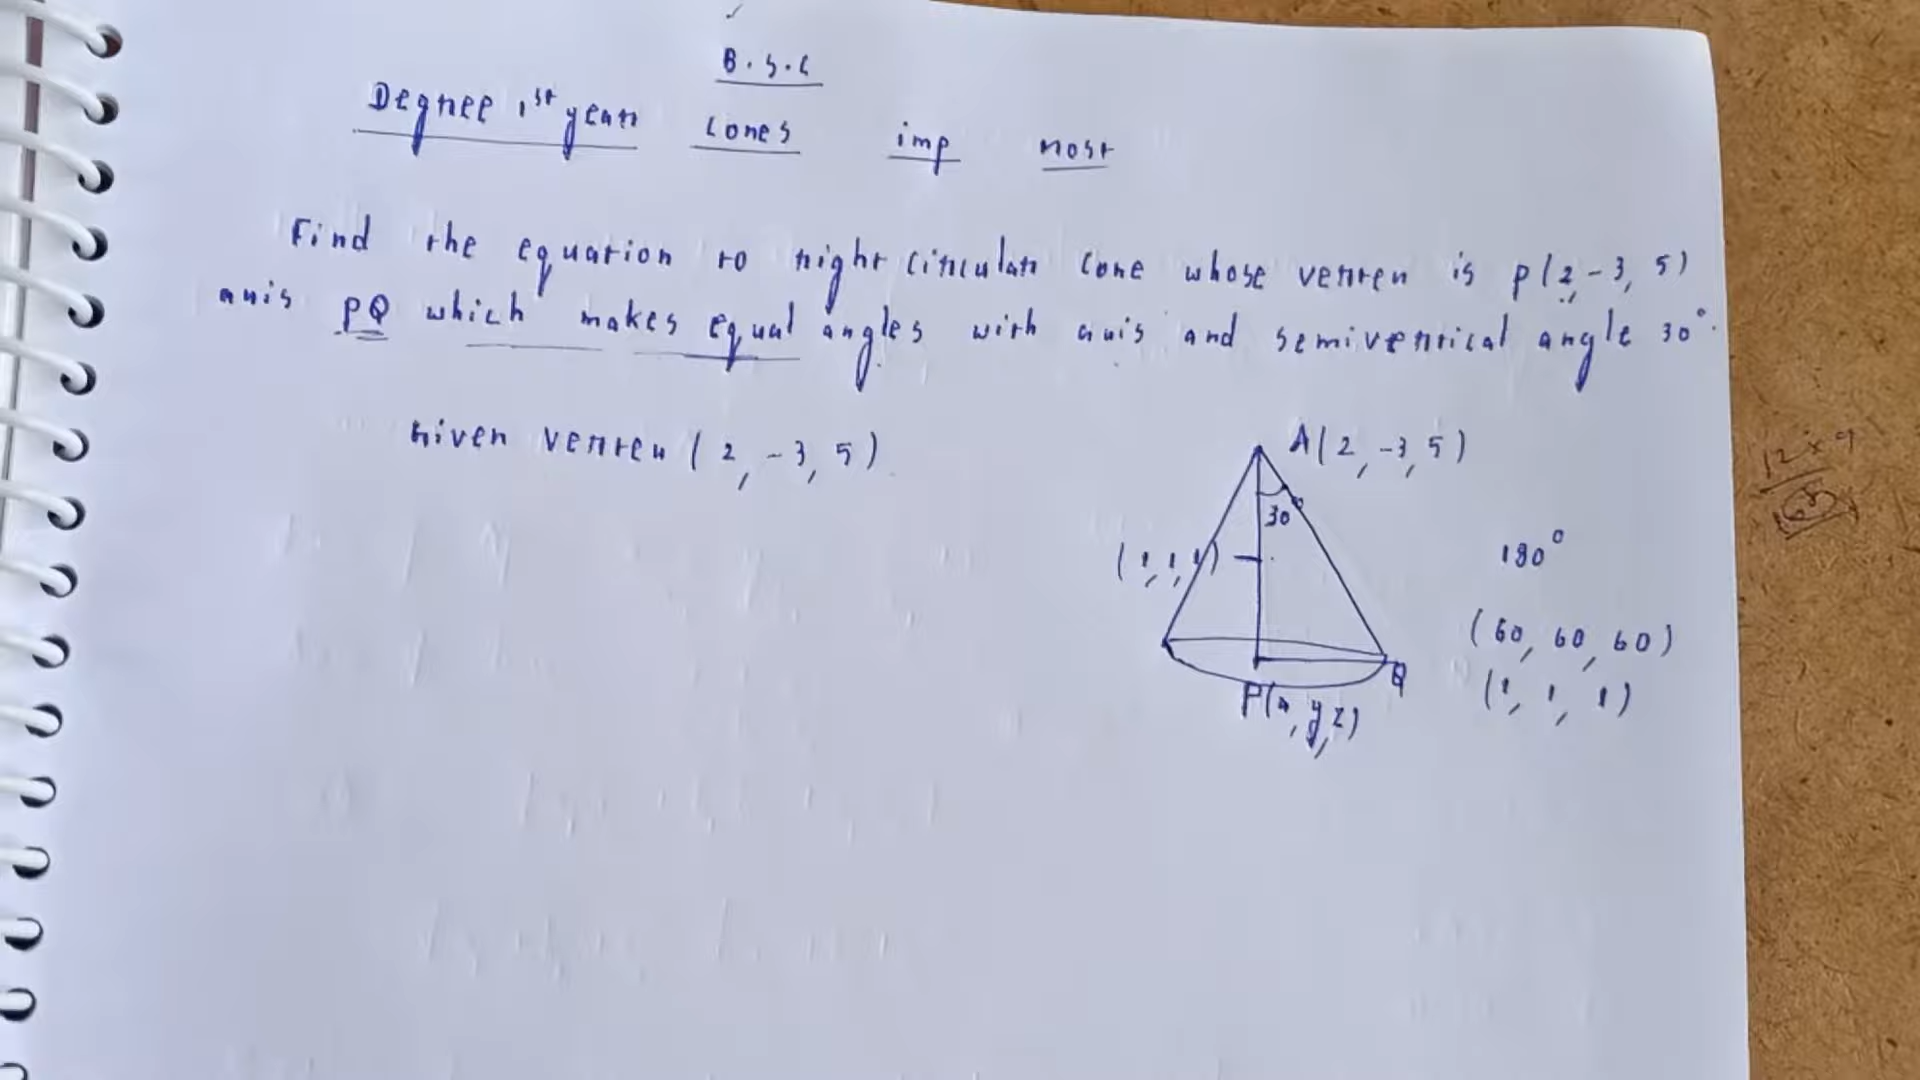 B.S.C
Degree 1st year Cones imp most
Find the equation to right circular cone whose vertex is P(2, -3, 5)
axis PQ which makes equal angles with axis and semivertical angle 30°.
Given vertex (2, -3, 5)
A(2, -3, 5)
30°
(1, 1, 1)
180°
(60, 60, 60)
(1, 1, 1)
Q
P(x, y, z)
12 x 9